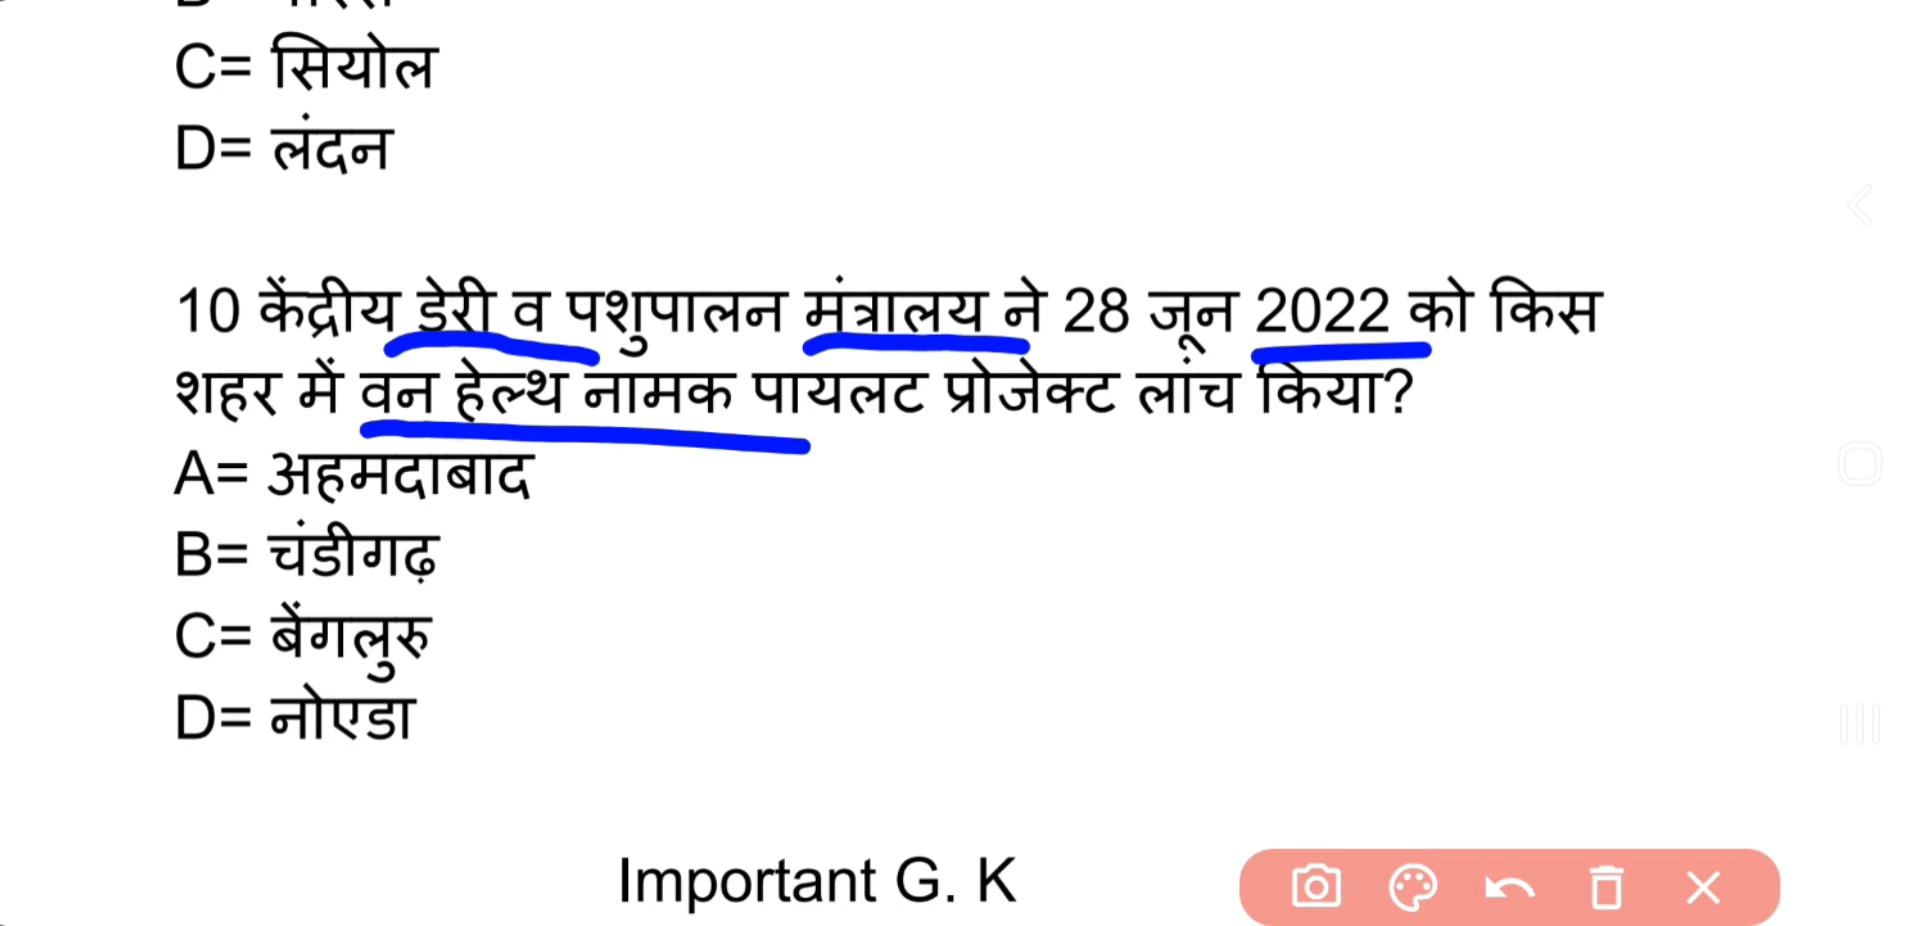 C= सियोल
D= लंदन
10 केंद्रीय डेरी व पशुपालन मंत्रालय ने 28 जून 2022 को किस
शहर में वन हेल्थ नामक पायलट प्रोजेक्ट लांच किया?
A= अहमदाबाद
B= चंडीगढ़
C= बेंगलुरु
D= नोएडा
Important G. K